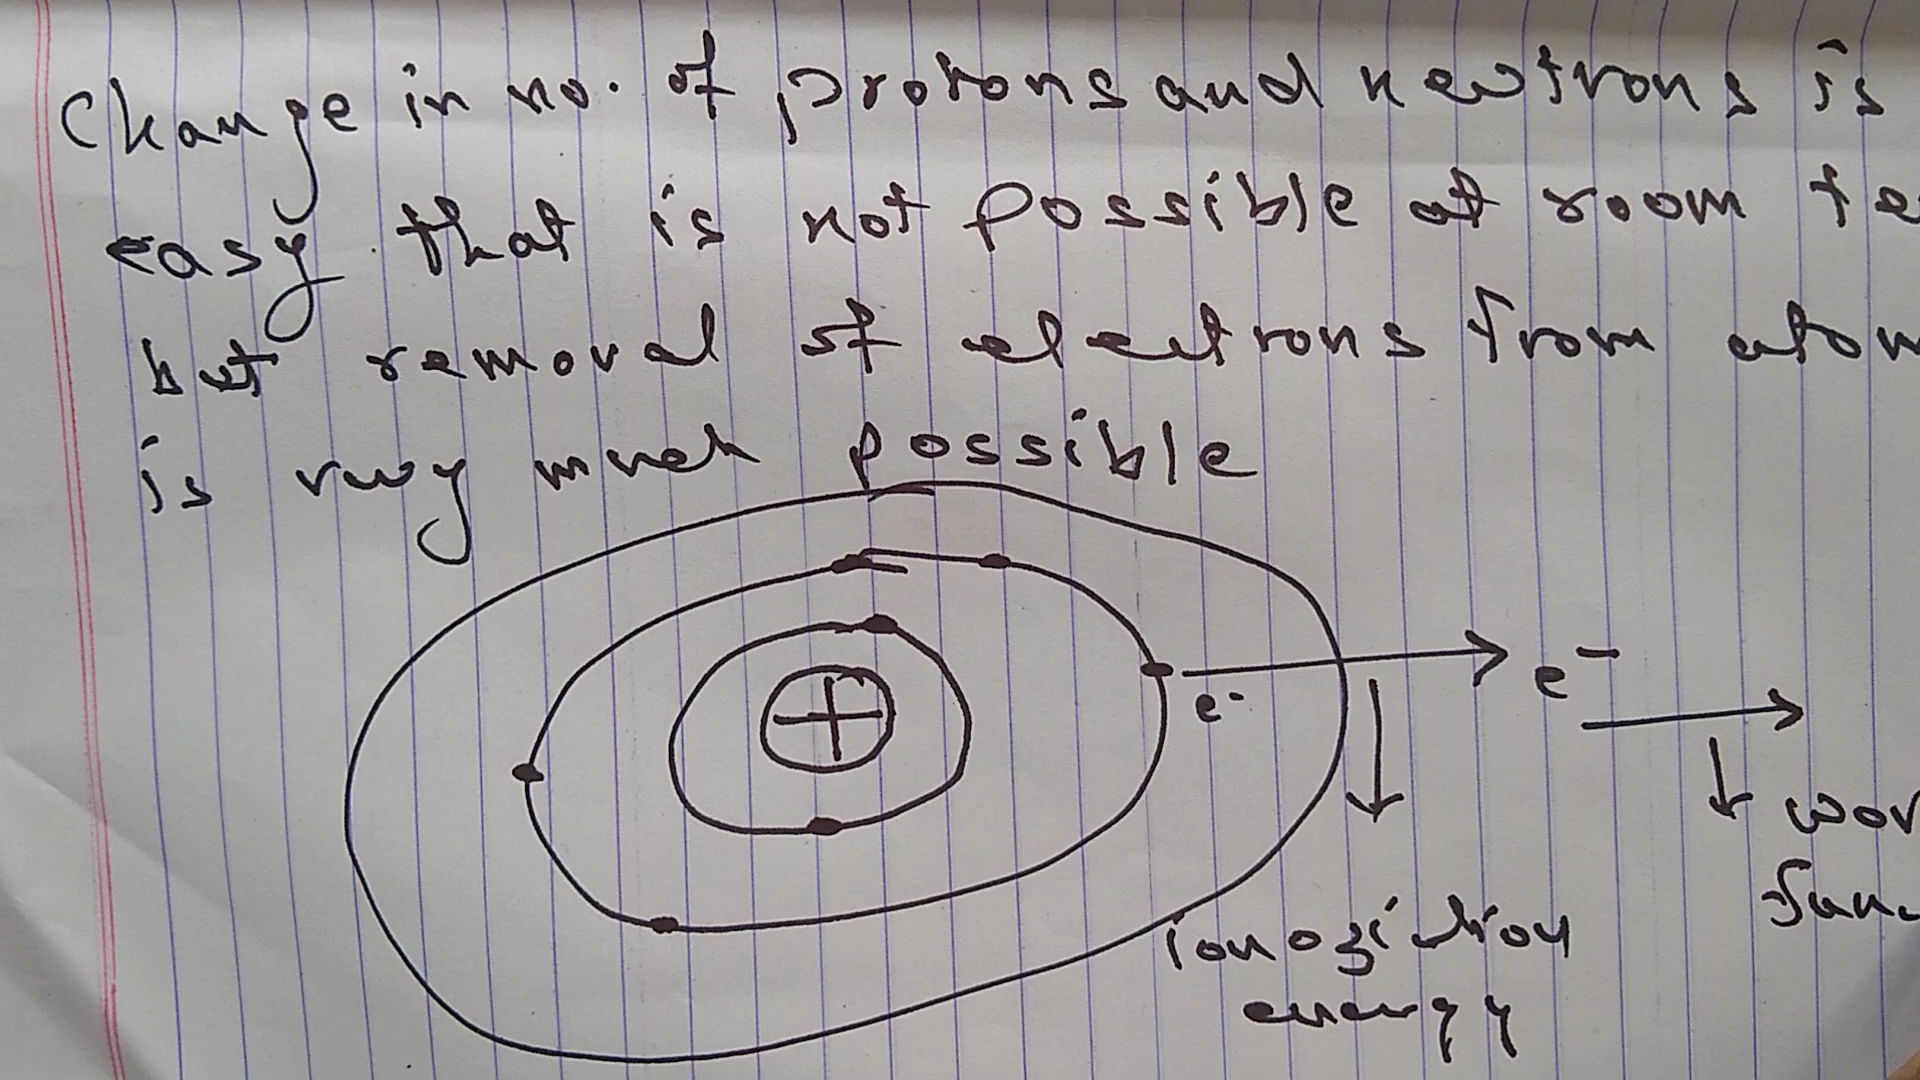 Change in no. of protons and neutrons is
easy. that is not possible at room te
but removal of electrons from atom
is very much possible
e⁻
e⁻
wor
func
ionozition
energy